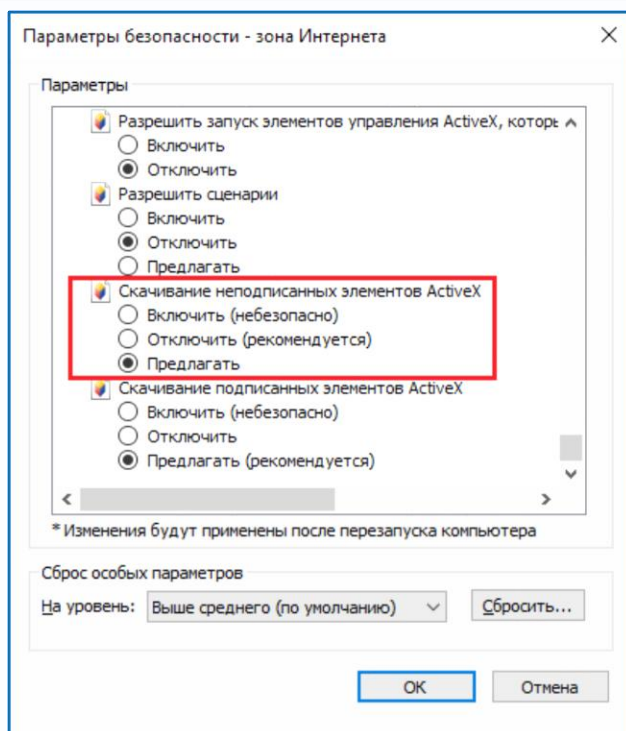 Параметры безопасности - зона Интернета
Параметры
Разрешить запуск элементов управления ActiveX, которь
Включить
Отключить
Разрешить сценарии
Включить
Отключить
Предлагать
Скачивание неподписанных элементов ActiveX
Включить (небезопасно)
Отключить (рекомендуется)
Предлагать
Скачивание подписанных элементов ActiveX
Включить (небезопасно)
Отключить
Предлагать (рекомендуется)
* Изменения будут применены после перезапуска компьютера
Сброс особых параметров
На уровень: Выше среднего (по умолчанию) Сбросить...
ОК Отмена